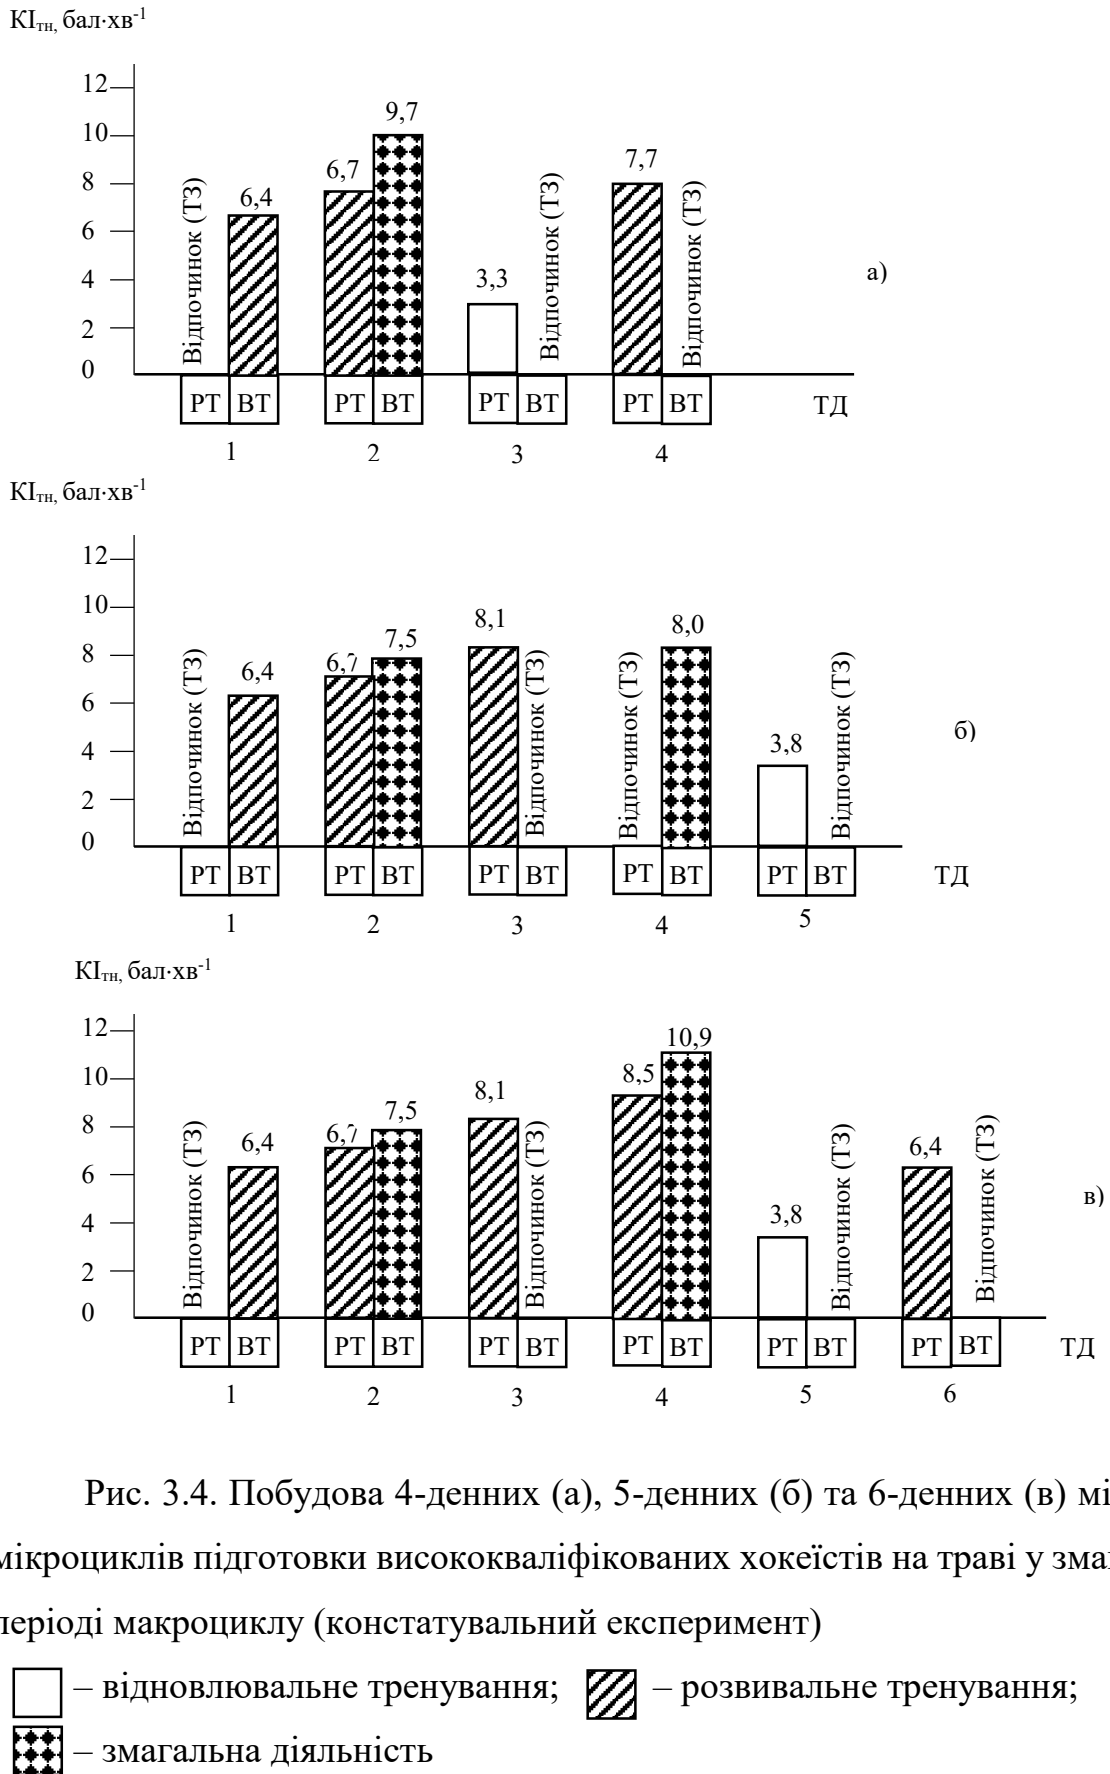 КІтн, бал·хв-1
12
10
8
6
4
2
0
Відпочинок (ТЗ)
6,4
6,7
9,7
3,3
Відпочинок (ТЗ)
7,7
Відпочинок (ТЗ)
а)
РТ ВТ РТ ВТ РТ ВТ РТ ВТ ТД
1 2 3 4
КІтн, бал·хв-1
12
10
8
6
4
2
0
Відпочинок (ТЗ)
6,4
6,7
7,5
8,1
Відпочинок (ТЗ)
Відпочинок (ТЗ)
8,0
3,8
Відпочинок (ТЗ)
б)
РТ ВТ РТ ВТ РТ ВТ РТ ВТ РТ ВТ ТД
1 2 3 4 5
КІтн, бал·хв-1
12
10
8
6
4
2
0
Відпочинок (ТЗ)
6,4
6,7
7,5
8,1
Відпочинок (ТЗ)
8,5
10,9
3,8
Відпочинок (ТЗ)
6,4
Відпочинок (ТЗ)
в)
РТ ВТ РТ ВТ РТ ВТ РТ ВТ РТ ВТ РТ ВТ ТД
1 2 3 4 5 6
Рис. 3.4. Побудова 4-денних (а), 5-денних (б) та 6-денних (в) мі
мікроциклів підготовки висококваліфікованих хокеїстів на траві у зма
періоді макроциклу (констатувальний експеримент)
– відновлювальне тренування; – розвивальне тренування;
– змагальна діяльність